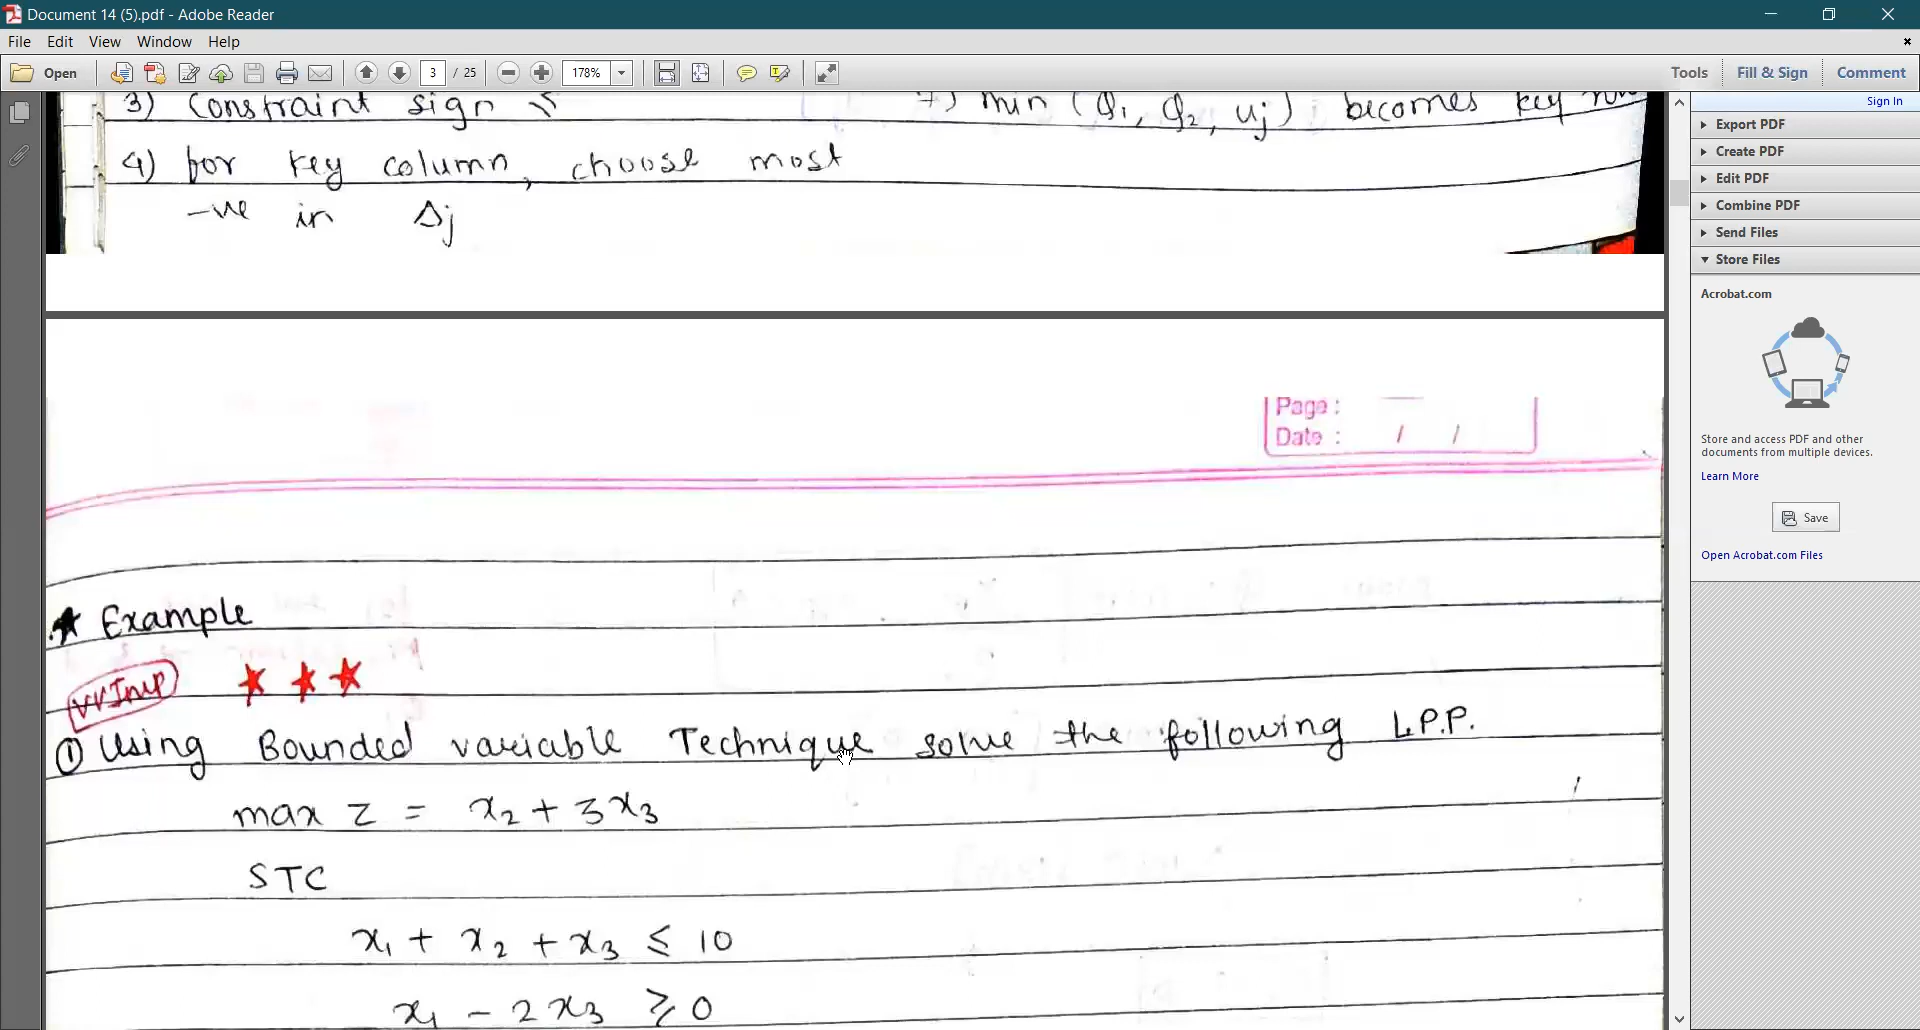 Document 14 (5).pdf - Adobe Reader
File Edit View Window Help
Open 3 / 25 178% Tools Fill & Sign Comment
3) Constraint sign ≤ 7) min (θ1, θ2, uj) becomes key row
4) for key column, choose most
-ve in Δj
Page :
Date : / /
★ Example
VVImp ★ ★ ★
① Using Bounded variable Technique solve the following L.P.P.
max z = x2 + 3x3
STC
x1 + x2 + x3 ≤ 10
x1 - 2x3 ≥ 0
Sign In
Export PDF
Create PDF
Edit PDF
Combine PDF
Send Files
Store Files
Acrobat.com
Store and access PDF and other
documents from multiple devices.
Learn More
Save
Open Acrobat.com Files